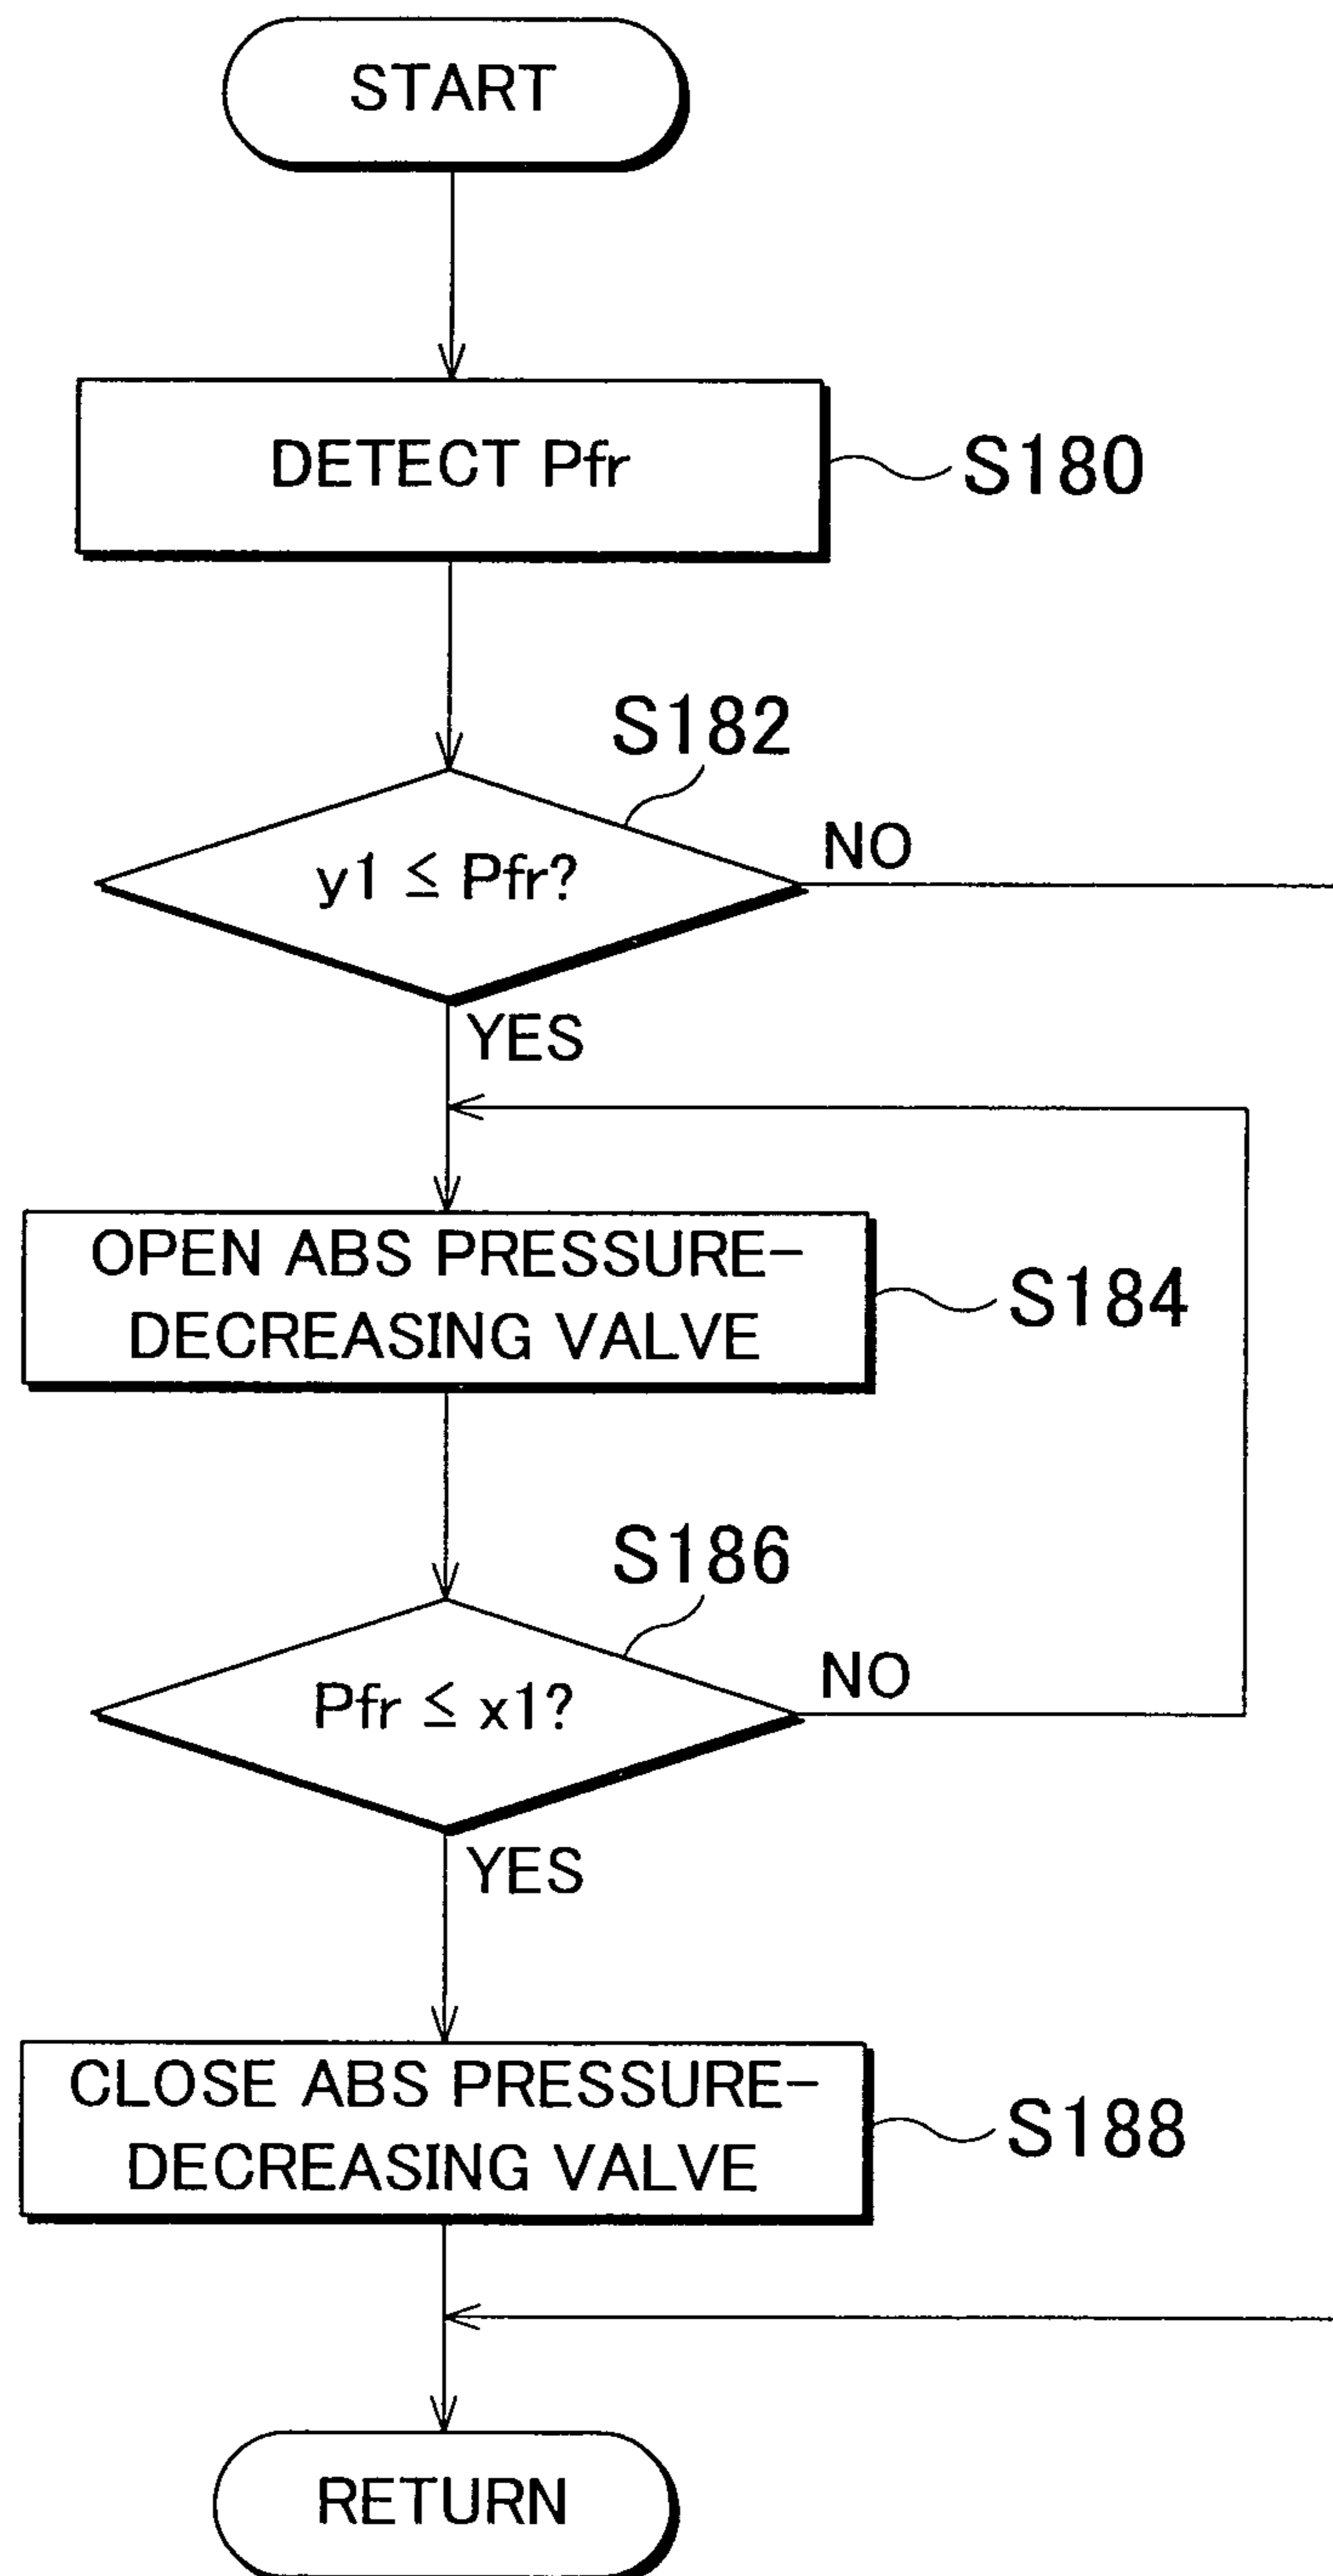 START
DETECT Pfr
S180
S182
y1 ≦ Pfr?
NO
YES
OPEN ABS PRESSURE-
DECREASING VALVE
S184
S186
Pfr ≦ x1?
NO
YES
CLOSE ABS PRESSURE-
DECREASING VALVE
S188
RETURN